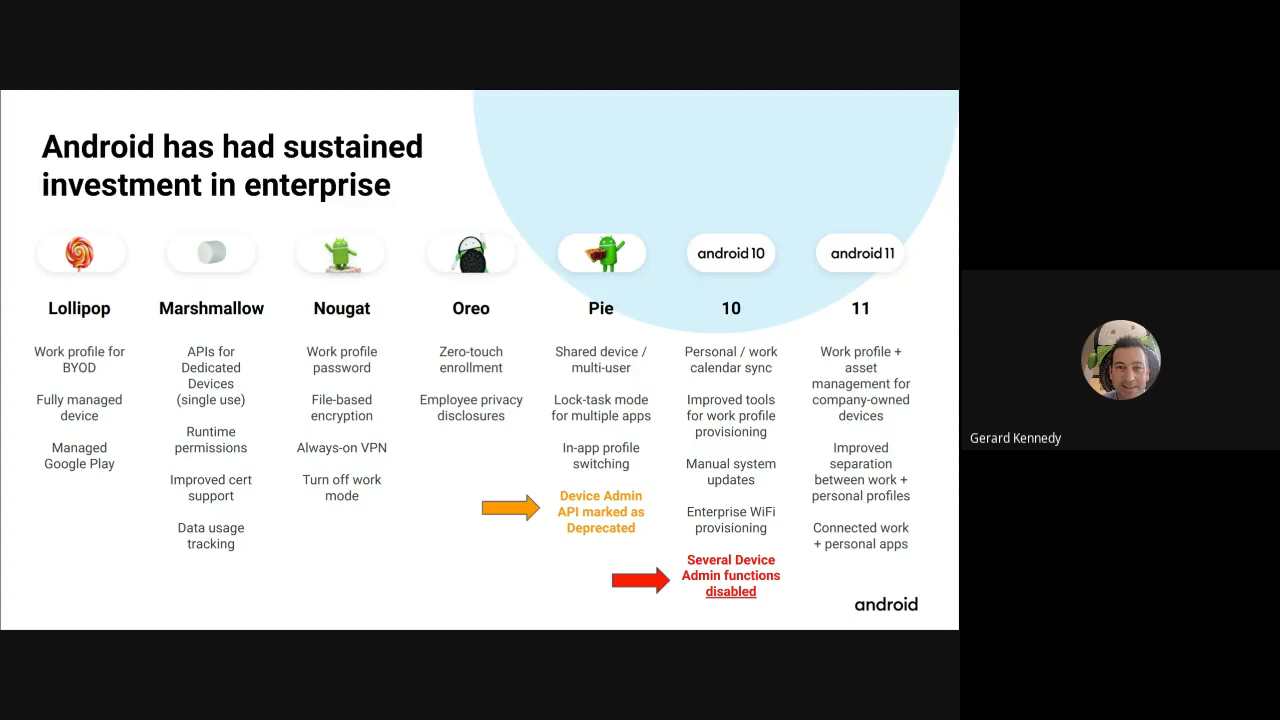 Android has had sustained
investment in enterprise
android 10
android 11
Lollipop
Work profile for
BYOD
Fully managed
device
Managed
Google Play
Marshmallow
APIs for
Dedicated
Devices
(single use)
Runtime
permissions
Improved cert
support
Data usage
tracking
Nougat
Work profile
password
File-based
encryption
Always-on VPN
Turn off work
mode
Oreo
Zero-touch
enrollment
Employee privacy
disclosures
Pie
Shared device /
multi-user
Lock-task mode
for multiple apps
In-app profile
switching
Device Admin
API marked as
Deprecated
10
Personal / work
calendar sync
Improved tools
for work profile
provisioning
Manual system
updates
Enterprise WiFi
provisioning
Several Device
Admin functions
disabled
11
Work profile +
asset
management for
company-owned
devices
Improved
separation
between work +
personal profiles
Connected work
+ personal apps
android
Gerard Kennedy